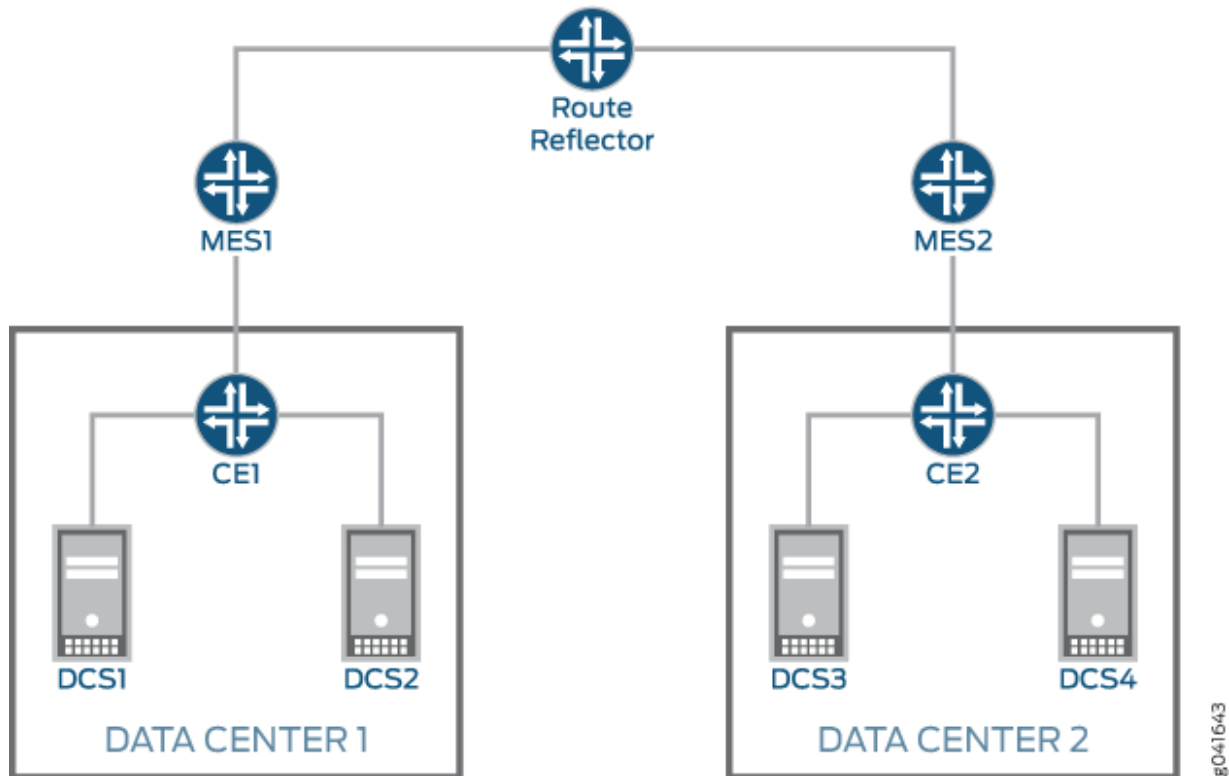 Route
Reflector
MES1
MES2
CE1
CE2
DCS1
DCS2
DCS3
DCS4
DATA CENTER 1
DATA CENTER 2
g041643